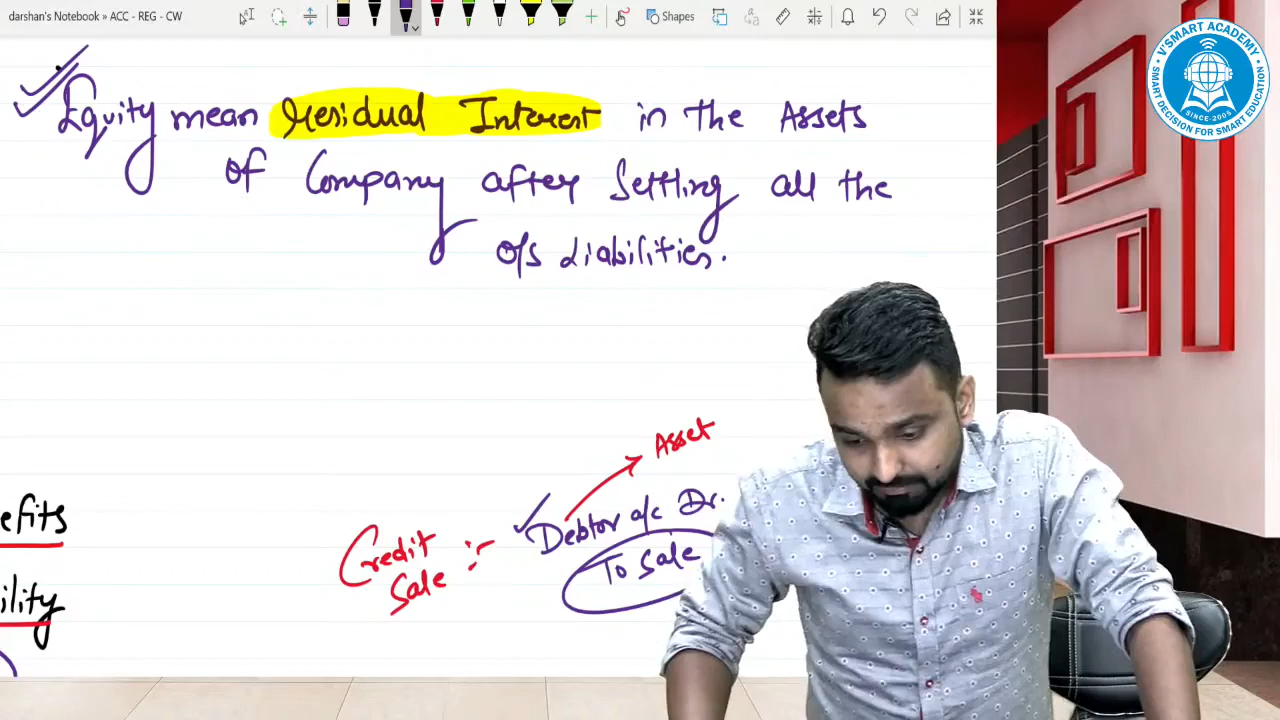 darshan's Notebook » ACC - REG - CW
Shapes
V'SMART ACADEMY
SMART DECISION FOR SMART EDUCATION
SINCE-2005
Equity mean Residual Interest in the Assets
of Company after Settling all the
o/s Liabilities.
Asset
efits
Credit
Sale :-
Debtor a/c Dr.
To Sale
ility